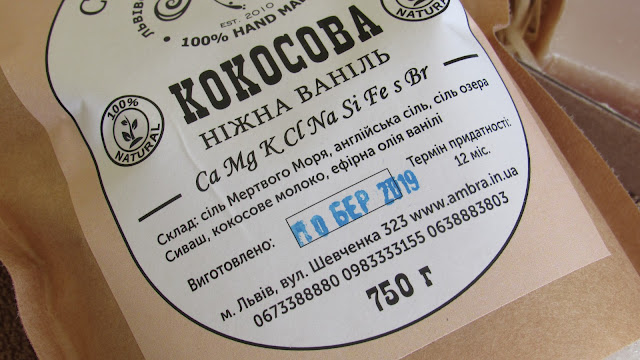 ЛЬВІВ
EST. 2010
100% HAND MA
КОКОСОВА
НІЖНА ВАНІЛЬ
100%
NATURAL
NATURAL
Ca Mg K Cl Na Si Fe s Br
Склад: сіль Мертвого Моря, англійська сіль, сіль озера
Сиваш, кокосове молоко, ефірна олія ванілі
Термін придатності:
12 міс.
Виготовлено:
БЕР 2019
м. Львів, вул. Шевченка 323 www.ambra.in.ua
0673388880 0983333155 0638883803
750 г